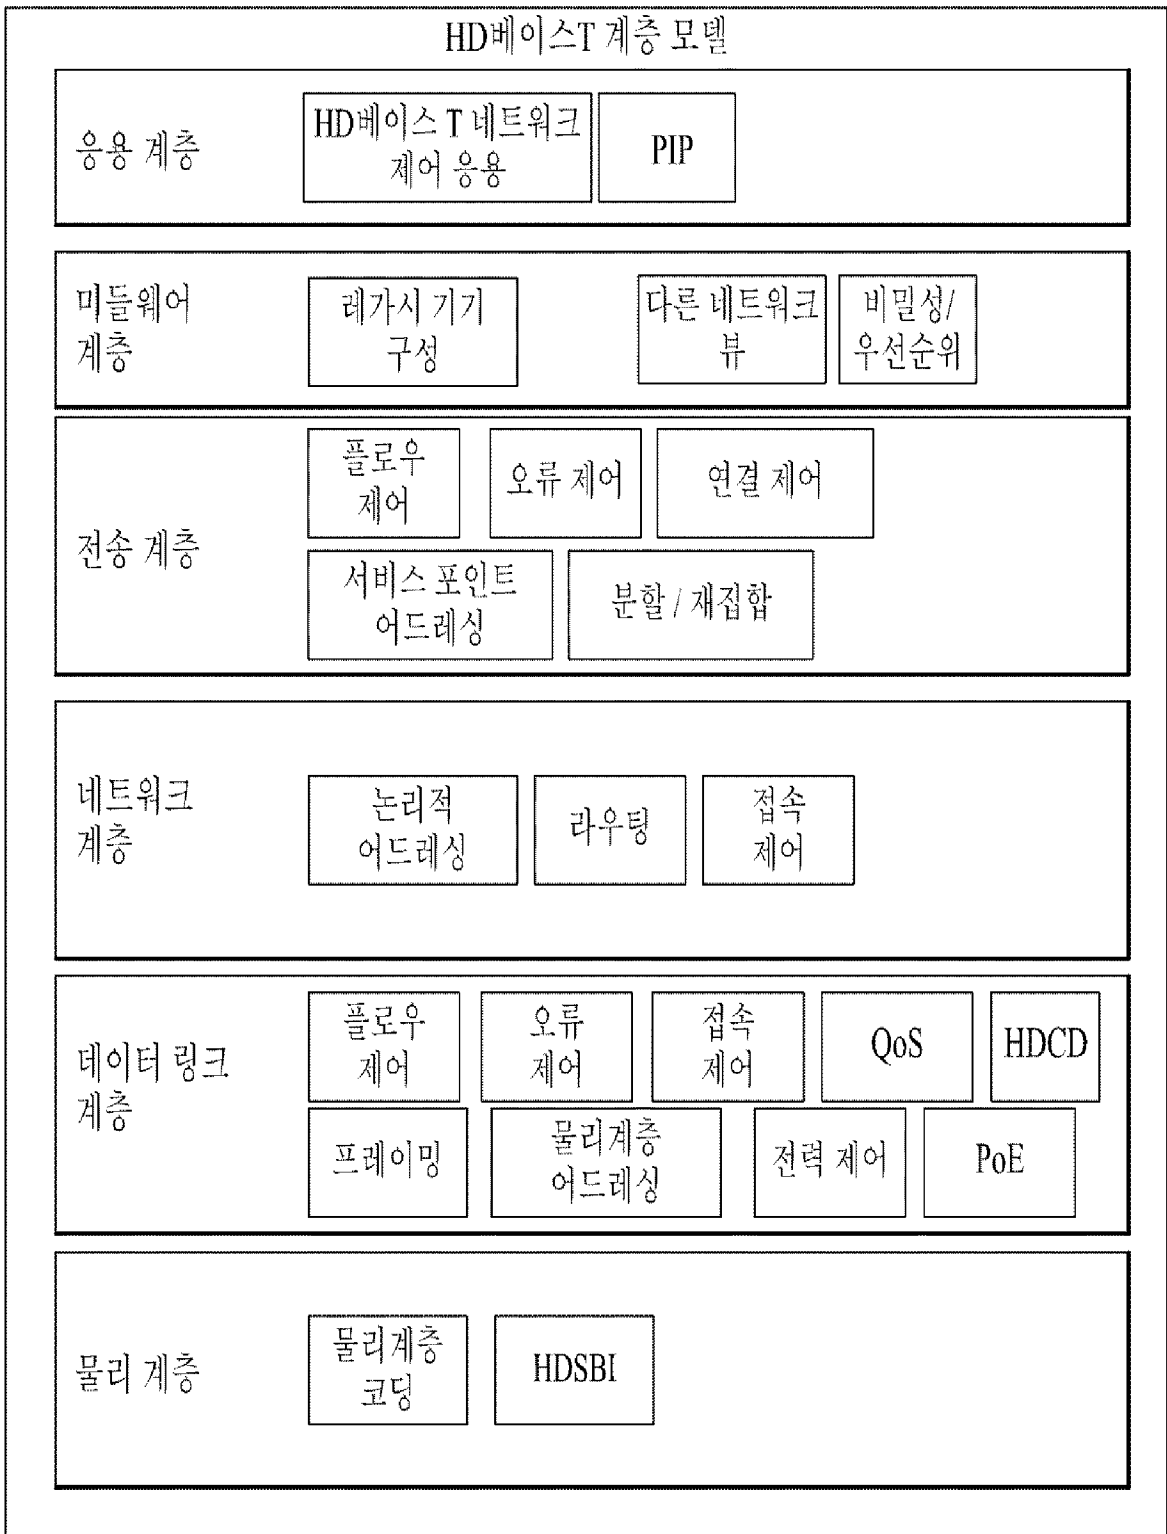 HD베이스T 계층 모델
응용 계층
HD베이스 T 네트워크
제어 응용
PIP
미들웨어
계층
레가시 기기
구성
다른 네트워크
뷰
비밀성/
우선순위
전송 계층
플로우
제어
오류 제어
연결 제어
서비스 포인트
어드레싱
분할 / 재집합
네트워크
계층
논리적
어드레싱
라우팅
접속
제어
데이터 링크
계층
플로우
제어
오류
제어
접속
제어
QoS
HDCD
프레이밍
물리계층
어드레싱
전력 제어
PoE
물리 계층
물리계층
코딩
HDSBI